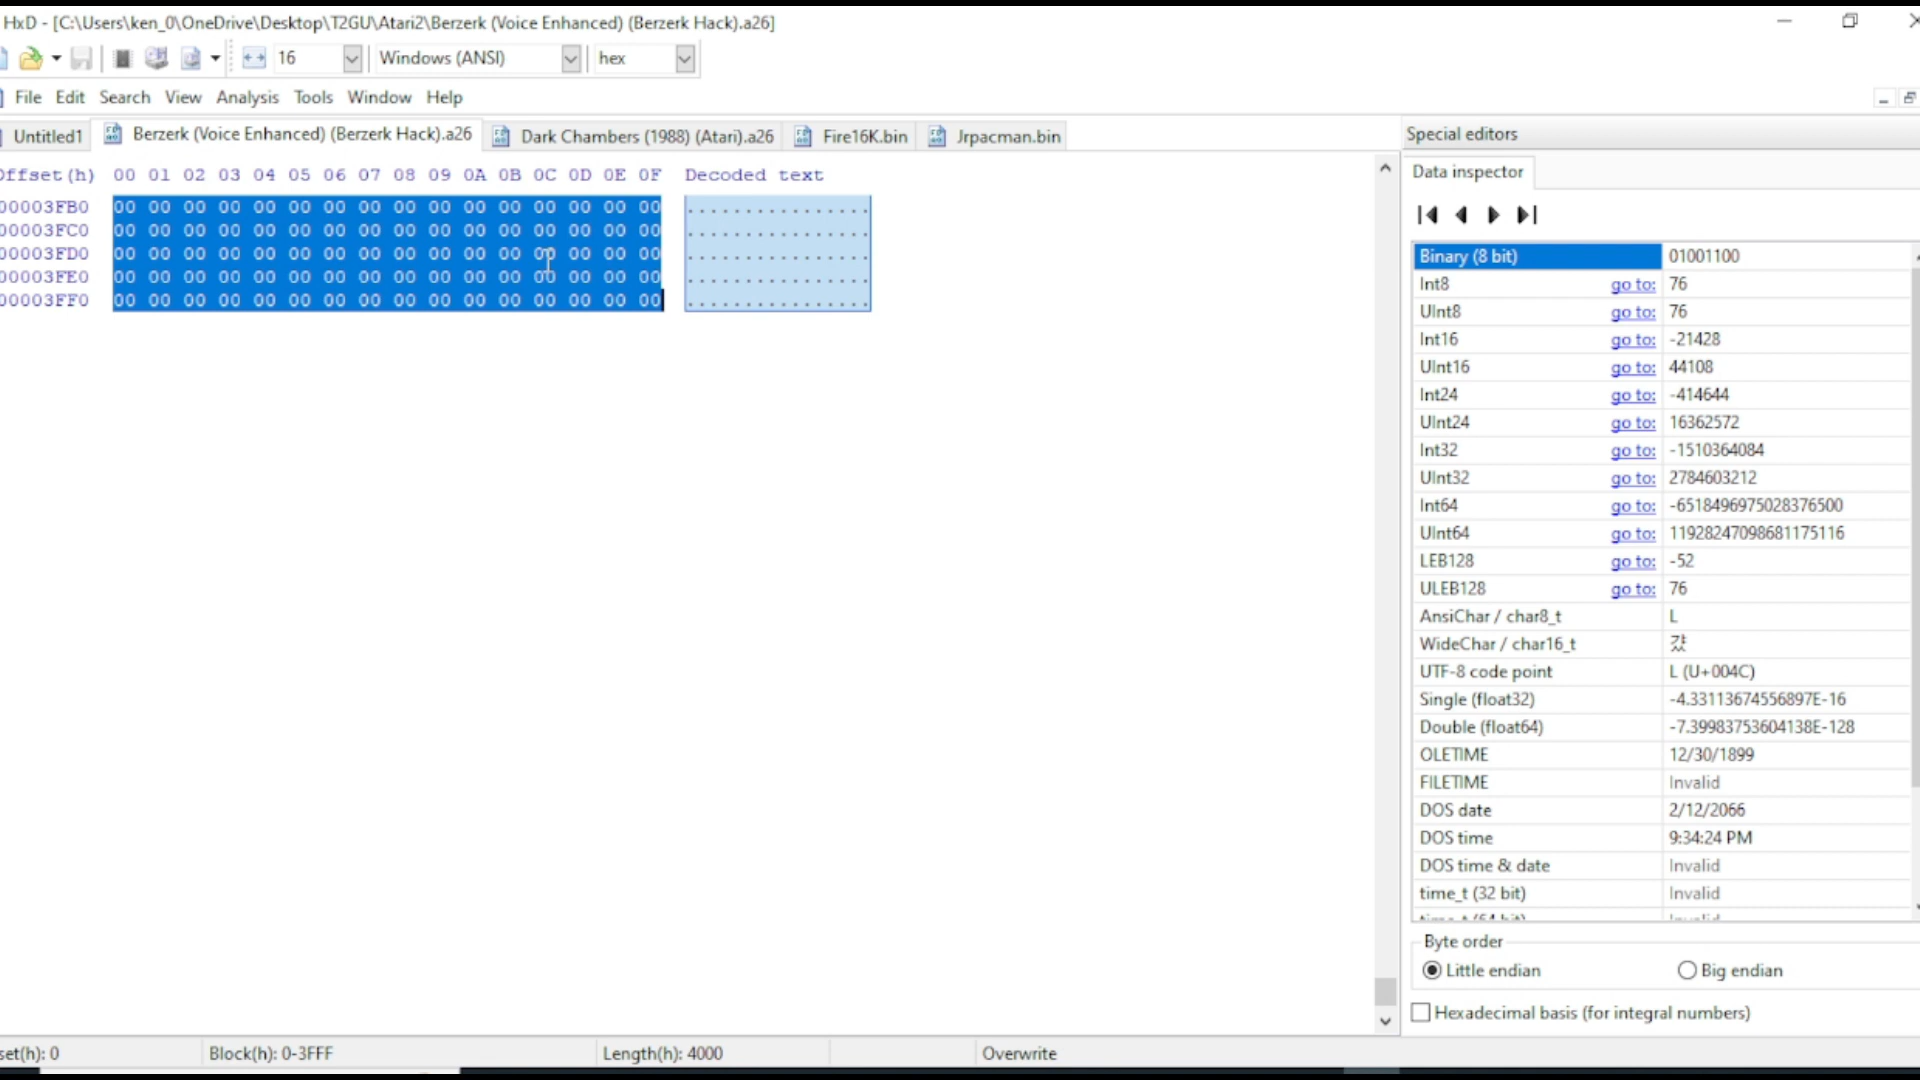 HxD - [C:\Users\ken_0\OneDrive\Desktop\T2GU\Atari2\Berzerk (Voice Enhanced) (Berzerk Hack).a26]
16 Windows (ANSI) hex
File Edit Search View Analysis Tools Window Help
Untitled1 Berzerk (Voice Enhanced) (Berzerk Hack).a26 Dark Chambers (1988) (Atari).a26 Fire16K.bin Jrpacman.bin
Offset(h) 00 01 02 03 04 05 06 07 08 09 0A 0B 0C 0D 0E 0F Decoded text
00003FB0 00 00 00 00 00 00 00 00 00 00 00 00 00 00 00 00 ................
00003FC0 00 00 00 00 00 00 00 00 00 00 00 00 00 00 00 00 ................
00003FD0 00 00 00 00 00 00 00 00 00 00 00 00 00 00 00 00 ................
00003FE0 00 00 00 00 00 00 00 00 00 00 00 00 00 00 00 00 ................
00003FF0 00 00 00 00 00 00 00 00 00 00 00 00 00 00 00 00 ................
Special editors
Data inspector
Binary (8 bit) 01001100
Int8 go to: 76
UInt8 go to: 76
Int16 go to: -21428
UInt16 go to: 44108
Int24 go to: -414644
UInt24 go to: 16362572
Int32 go to: -1510364084
UInt32 go to: 2784603212
Int64 go to: -6518496975028376500
UInt64 go to: 11928247098681175116
LEB128 go to: -52
ULEB128 go to: 76
AnsiChar / char8_t L
WideChar / char16_t 걌
UTF-8 code point L (U+004C)
Single (float32) -4.33113674556897E-16
Double (float64) -7.39983753604138E-128
OLETIME 12/30/1899
FILETIME Invalid
DOS date 2/12/2066
DOS time 9:34:24 PM
DOS time & date Invalid
time_t (32 bit) Invalid
time_t (64 bit) Invalid
Byte order
Little endian Big endian
Hexadecimal basis (for integral numbers)
set(h): 0 Block(h): 0-3FFF Length(h): 4000 Overwrite